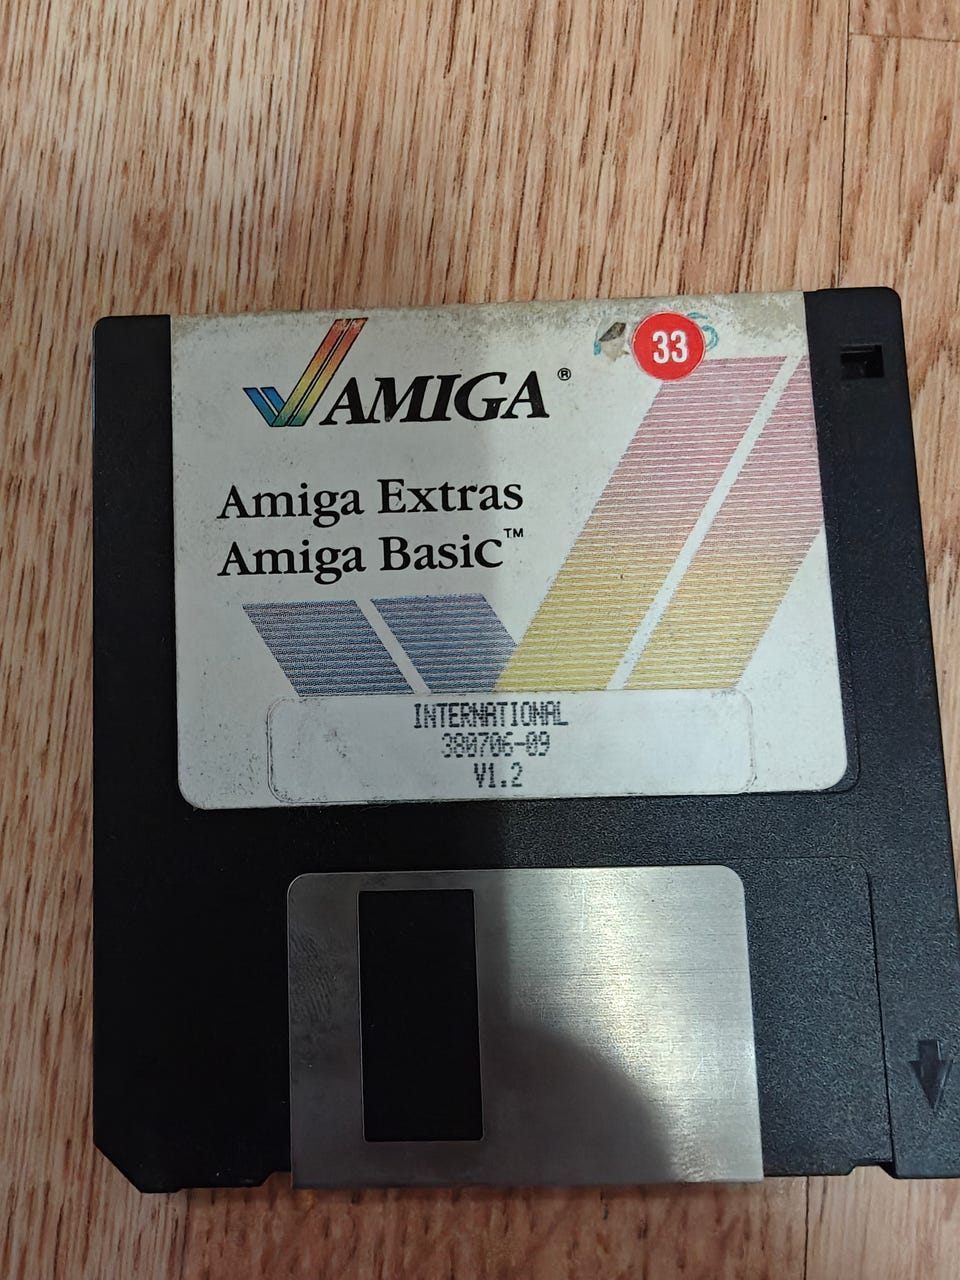 33
AMIGA®
Amiga Extras
Amiga Basic™
INTERNATIONAL
380706-09
V1.2